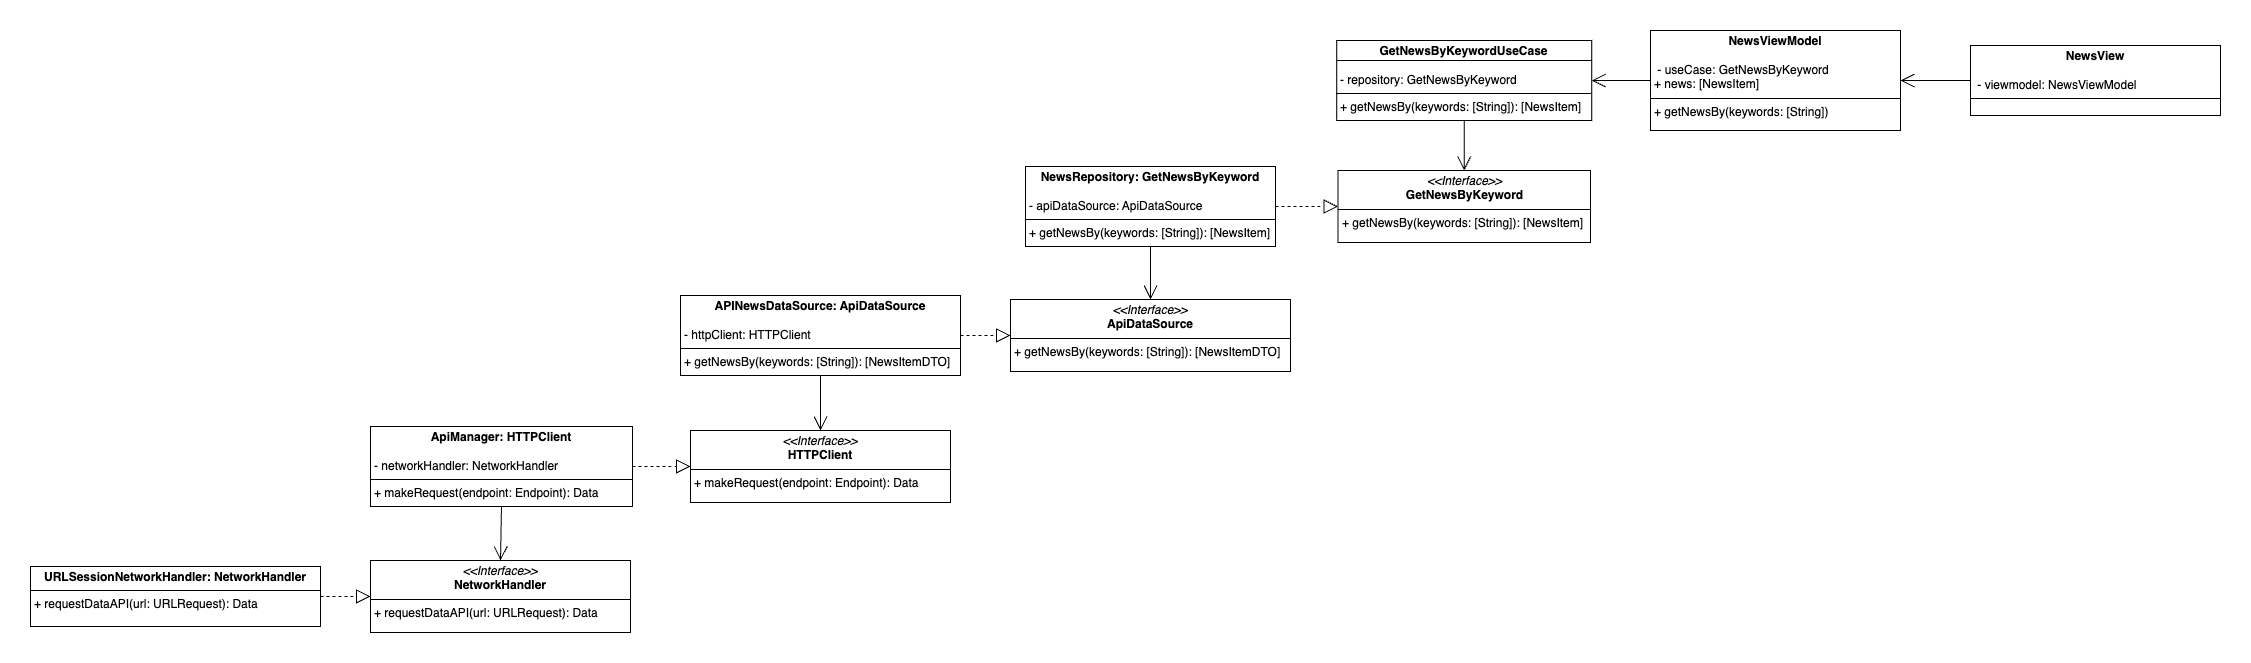 GetNewsByKeywordUseCase
- repository: GetNewsByKeyword
+ getNewsBy(keywords: [String]): [NewsItem]
NewsViewModel
- useCase: GetNewsByKeyword
+ news: [NewsItem]
+ getNewsBy(keywords: [String])
NewsView
- viewmodel: NewsViewModel
NewsRepository: GetNewsByKeyword
- apiDataSource: ApiDataSource
+ getNewsBy(keywords: [String]): [NewsItem]
<<Interface>>
GetNewsByKeyword
+ getNewsBy(keywords: [String]): [NewsItem]
APINewsDataSource: ApiDataSource
- httpClient: HTTPClient
+ getNewsBy(keywords: [String]): [NewsItemDTO]
<<Interface>>
ApiDataSource
+ getNewsBy(keywords: [String]): [NewsItemDTO]
ApiManager: HTTPClient
- networkHandler: NetworkHandler
+ makeRequest(endpoint: Endpoint): Data
<<Interface>>
HTTPClient
+ makeRequest(endpoint: Endpoint): Data
URLSessionNetworkHandler: NetworkHandler
+ requestDataAPI(url: URLRequest): Data
<<Interface>>
NetworkHandler
+ requestDataAPI(url: URLRequest): Data